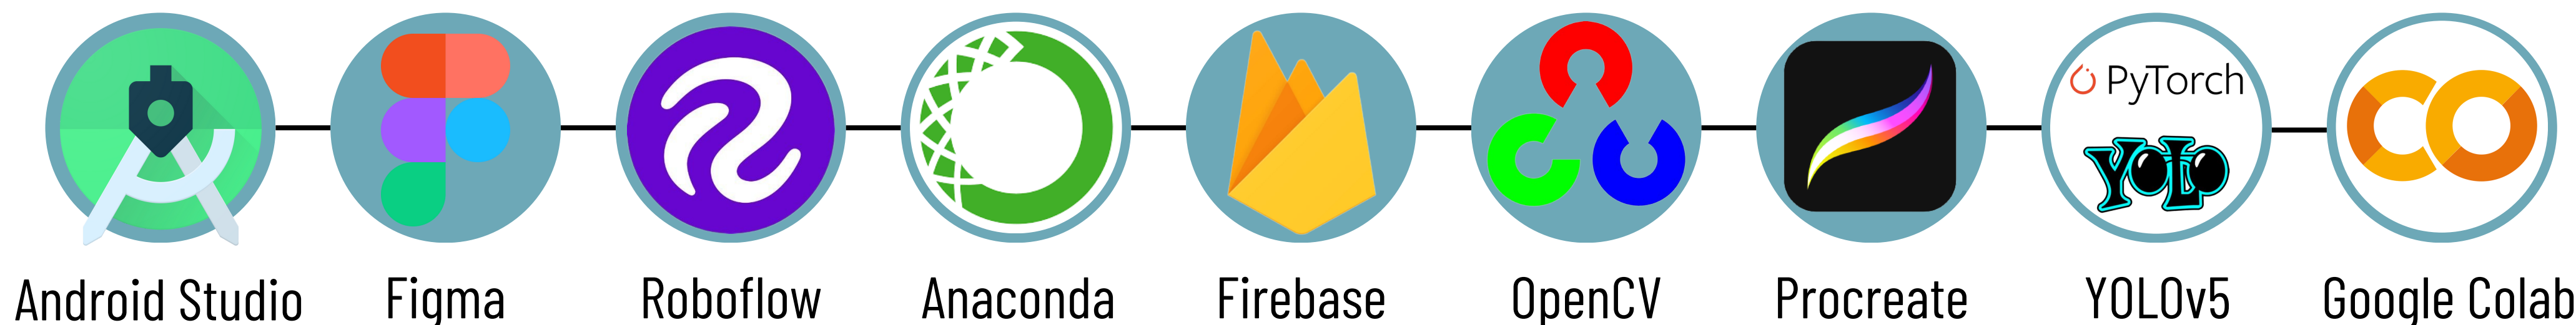 PyTorch
YOLO
Android Studio
Figma
Roboflow
Anaconda
Firebase
OpenCV
Procreate
YOLOv5
Google Colab